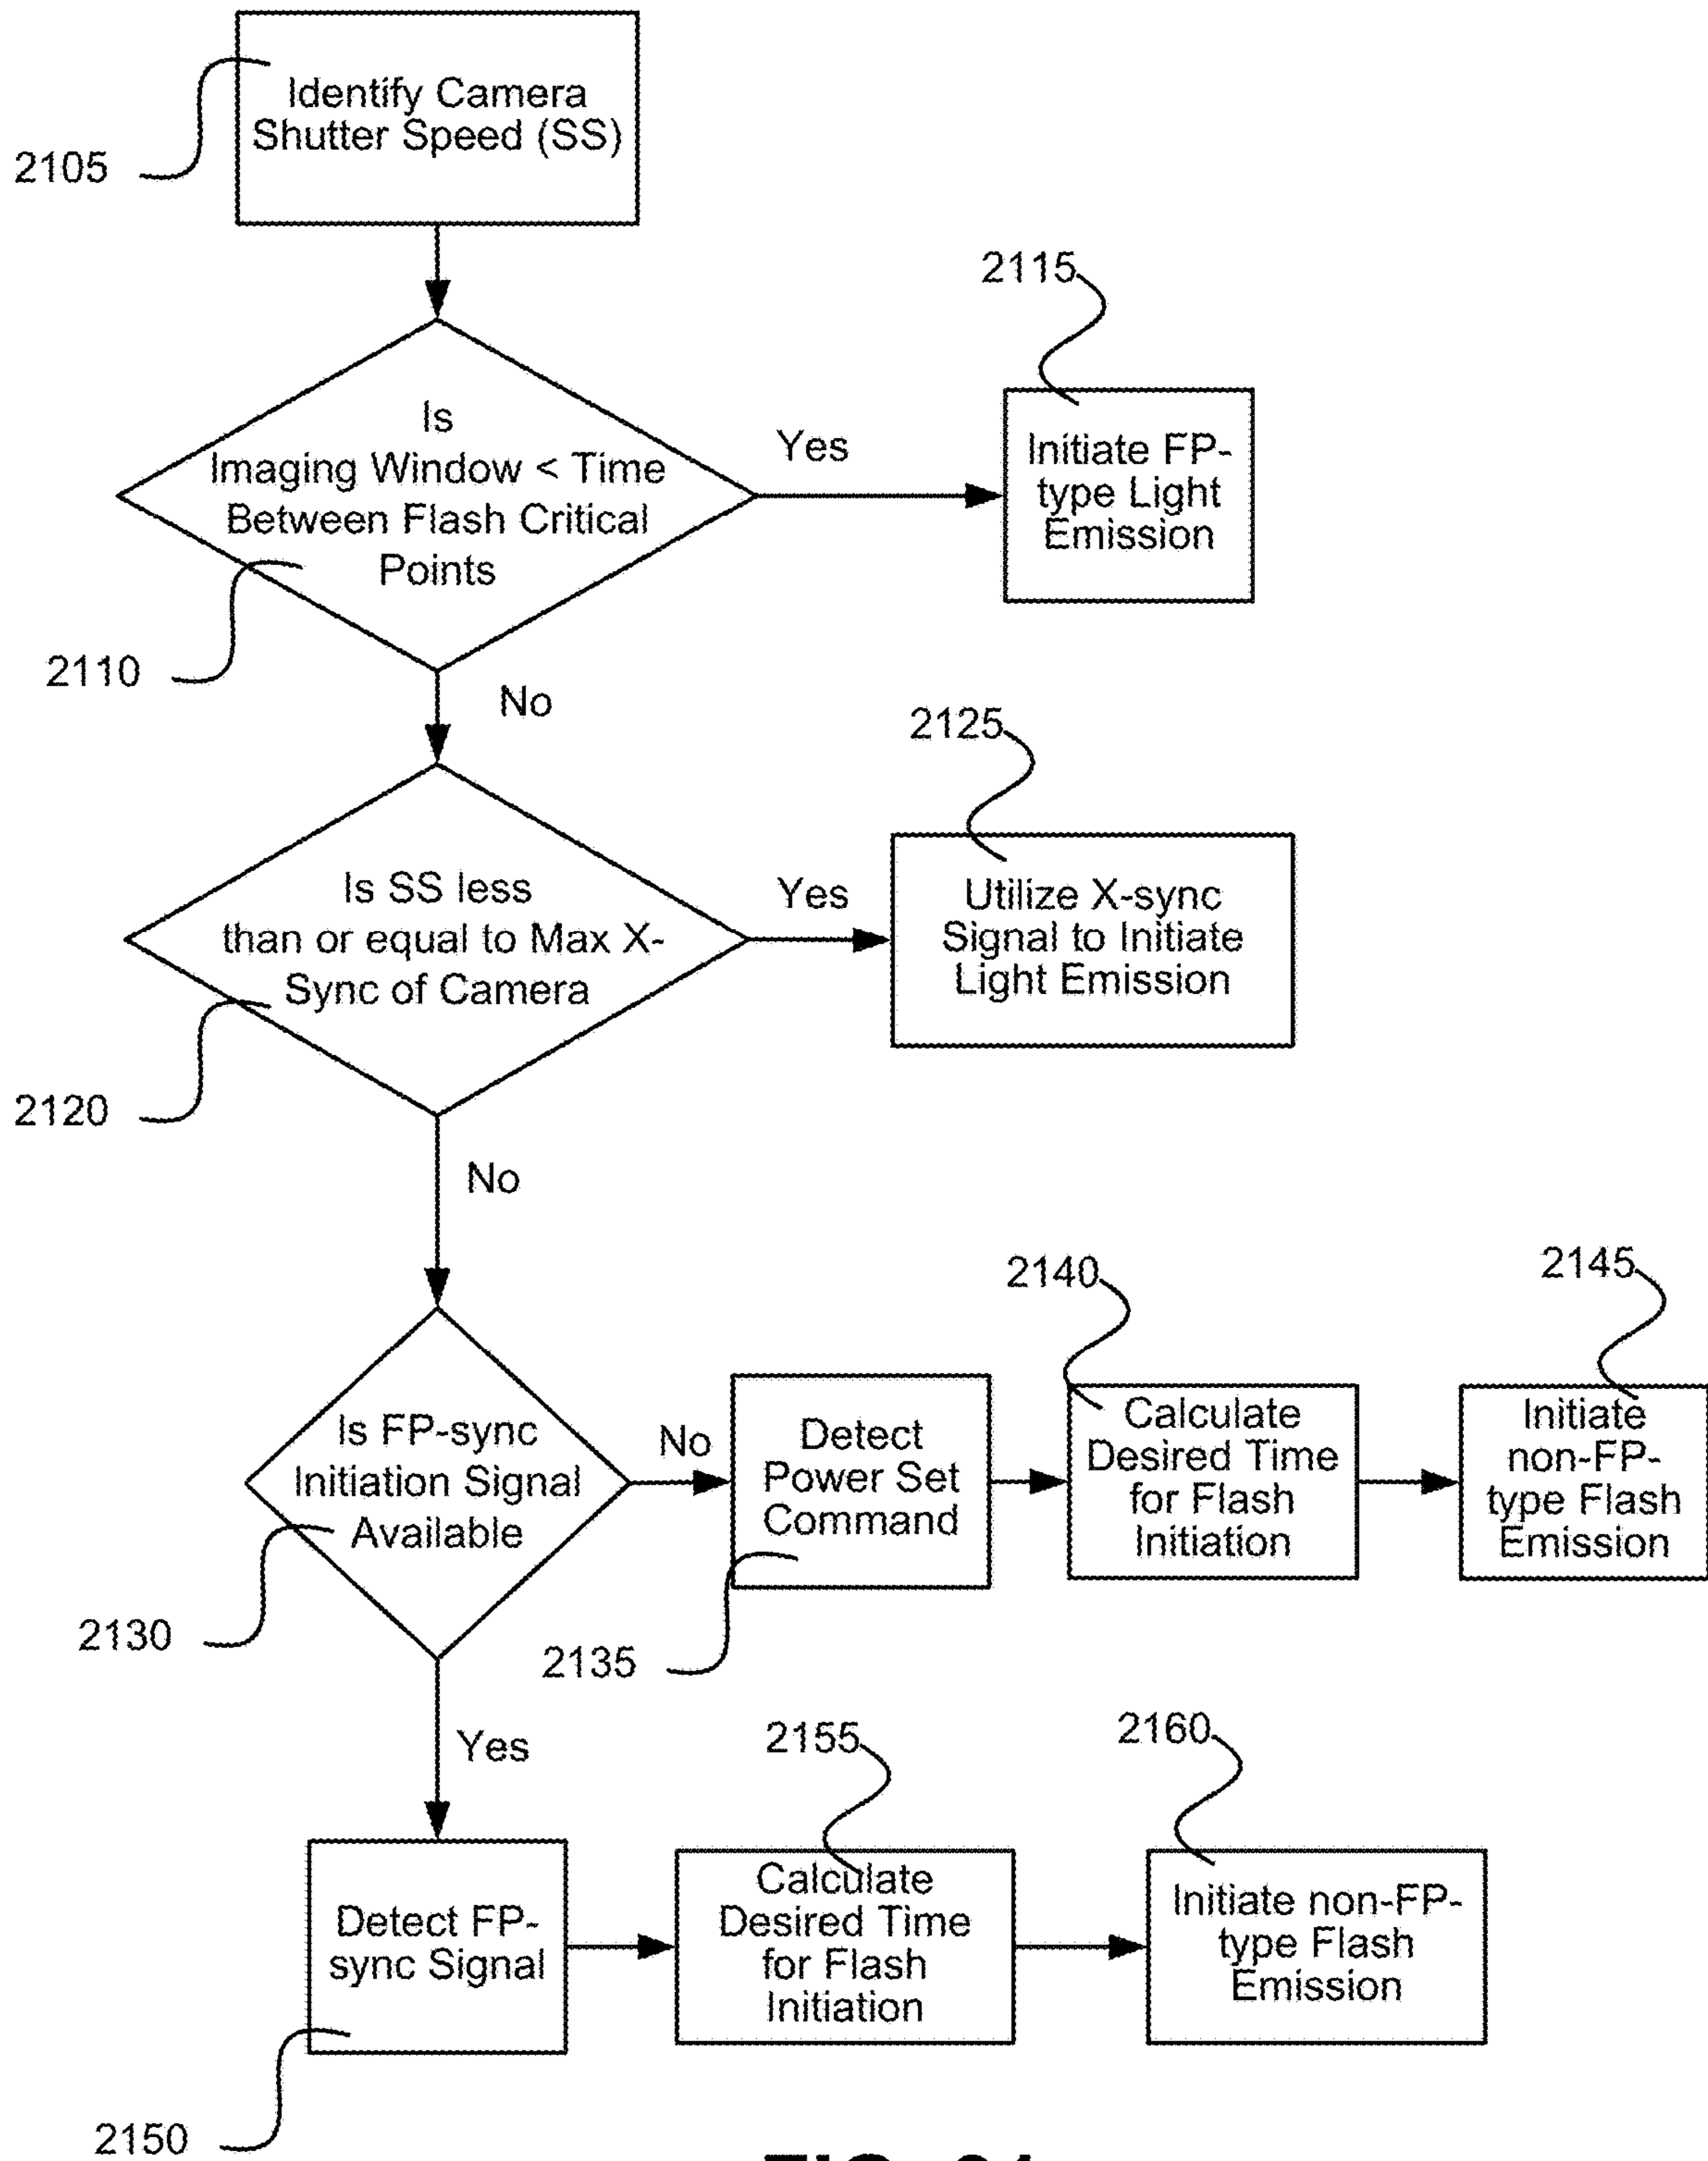 Identify Camera
Shutter Speed (SS)
2105
2115
Is
Imaging Window < Time
Between Flash Critical
Points
Yes
Initiate FP-
type Light
Emission
2110
No
2125
Is SS less
than or equal to Max X-
Sync of Camera
Yes
Utilize X-sync
Signal to Initiate
Light Emission
2120
No
2140
2145
Is FP-sync
Initiation Signal
Available
No
Detect
Power Set
Command
Calculate
Desired Time
for Flash
Initiation
Initiate
non-FP-
type Flash
Emission
2130
2135
Yes
2155
2160
Detect FP-
sync Signal
Calculate
Desired Time
for Flash
Initiation
Initiate non-FP-
type Flash
Emission
2150